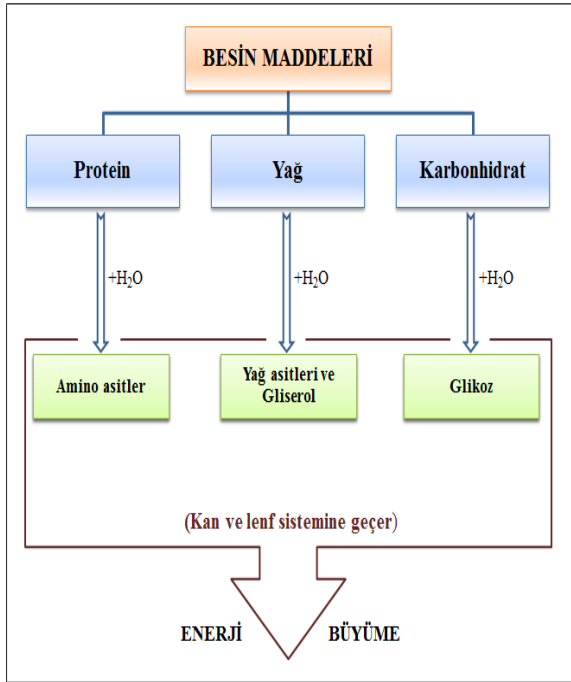 BESİN MADDELERİ
Protein
Yağ
Karbonhidrat
+H₂O
+H₂O
+H₂O
Amino asitler
Yağ asitleri ve
Gliserol
Glikoz
(Kan ve lenf sistemine geçer)
ENERJİ
BÜYÜME